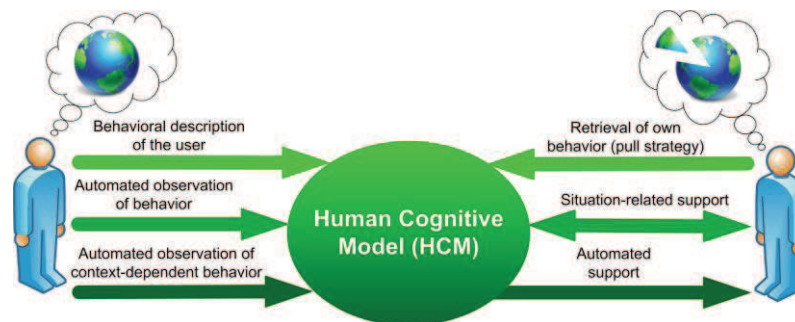 Behavioral description
of the user
Automated observation
of behavior
Automated observation of
context-dependent behavior
Human Cognitive
Model (HCM)
Retrieval of own
behavior (pull strategy)
Situation-related support
Automated
support